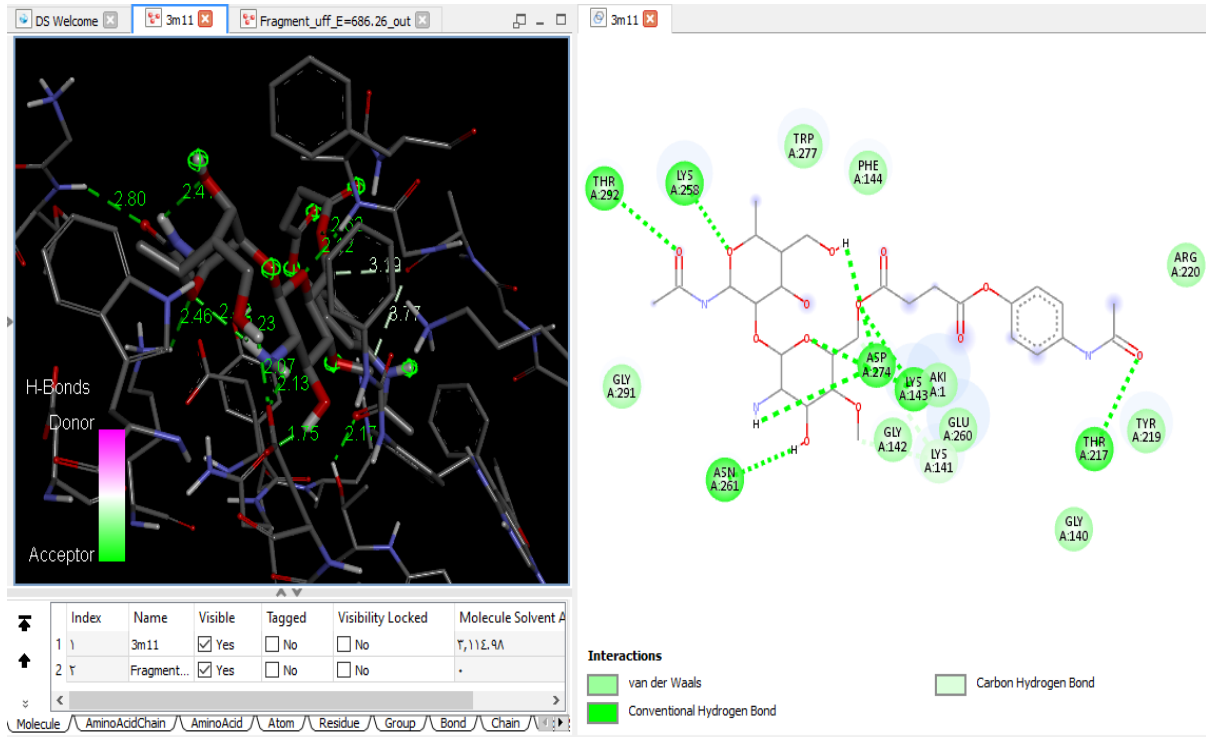 DS Welcome
3m11
Fragment_uff_E=686.26_out
3m11
2.80
2.4
2.62
2.12
3.19
3.77
2.46
23
2.07
2.13
1.75
2.17
H-Bonds
Donor
Acceptor
TRP
A:277
PHE
A:144
THR
A:292
LYS
A:258
ARG
A:220
H
ASP
A:274
LYS
A:143
AKI
A:1
GLY
A:291
GLU
A:260
H
GLY
A:142
LYS
A:141
H
ASN
A:261
THR
A:217
TYR
A:219
GLY
A:140
O
N
O
O
O
O
O
O
N
O
O
O
O
O
N
O
Index Name Visible Tagged Visibility Locked Molecule Solvent A
1 ١ 3m11 Yes No No ٣,١١٤.٩٨
2 ٢ Fragment... Yes No No ٠
Molecule AminoAcidChain AminoAcid Atom Residue Group Bond Chain
Interactions
van der Waals
Conventional Hydrogen Bond
Carbon Hydrogen Bond